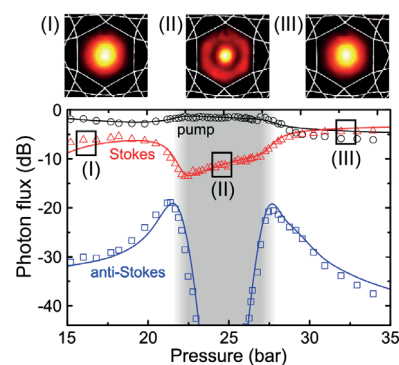 (I) (II) (III)
0
-10
-20
-30
-40
Photon flux (dB)
pump
Stokes
(I)
(II)
(III)
anti-Stokes
15 20 25 30 35
Pressure (bar)